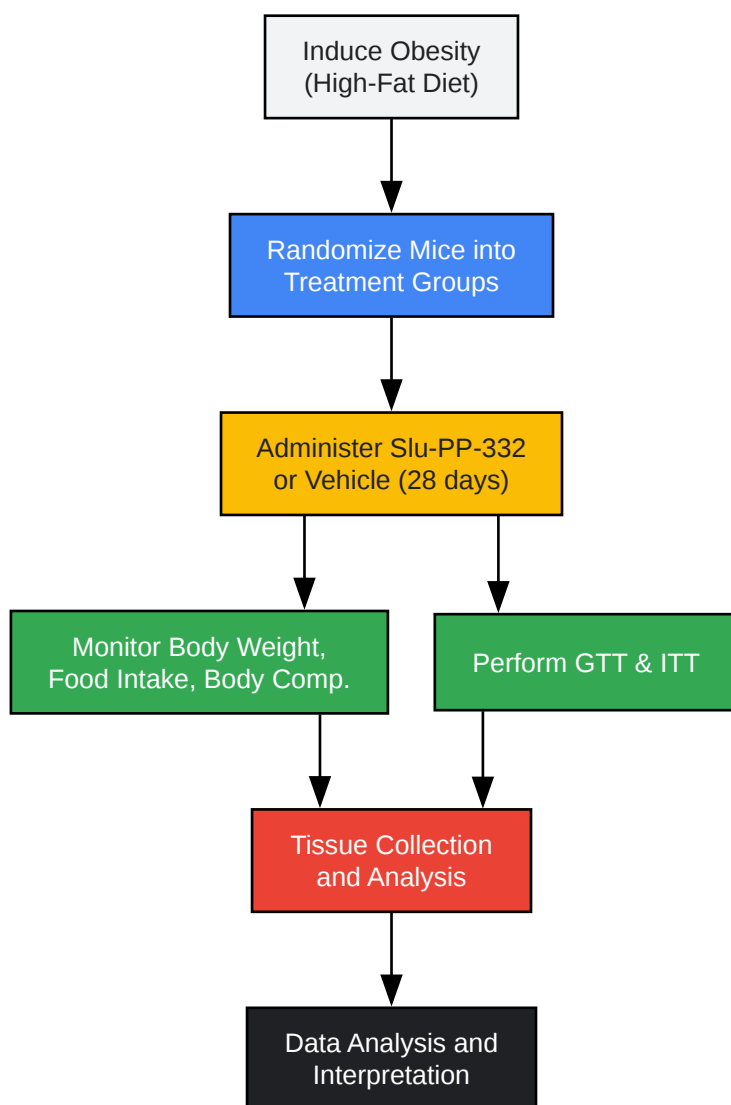 Induce Obesity
(High-Fat Diet)
Randomize Mice into
Treatment Groups
Administer Slu-PP-332
or Vehicle (28 days)
Monitor Body Weight,
Food Intake, Body Comp.
Perform GTT & ITT
Tissue Collection
and Analysis
Data Analysis and
Interpretation